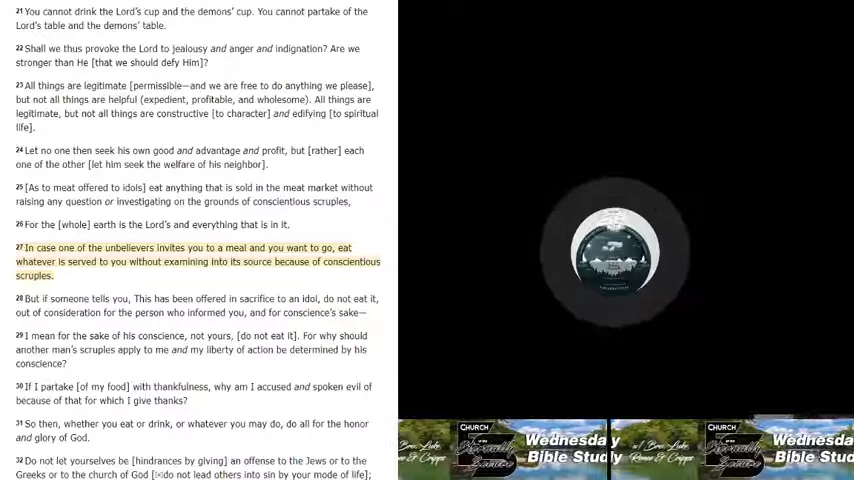 21 You cannot drink the Lord's cup and the demons' cup. You cannot partake of the
Lord's table and the demons' table.
22 Shall we thus provoke the Lord to jealousy and anger and indignation? Are we
stronger than He [that we should defy Him]?
23 All things are legitimate [permissible—and we are free to do anything we please],
but not all things are helpful (expedient, profitable, and wholesome). All things are
legitimate, but not all things are constructive [to character] and edifying [to spiritual
life].
24 Let no one then seek his own good and advantage and profit, but [rather] each
one of the other [let him seek the welfare of his neighbor].
25 [As to meat offered to idols] eat anything that is sold in the meat market without
raising any question or investigating on the grounds of conscientious scruples,
26 For the [whole] earth is the Lord's and everything that is in it.
27 In case one of the unbelievers invites you to a meal and you want to go, eat
whatever is served to you without examining into its source because of conscientious
scruples.
28 But if someone tells you, This has been offered in sacrifice to an idol, do not eat it,
out of consideration for the person who informed you, and for conscience's sake—
29 I mean for the sake of his conscience, not yours, [do not eat it]. For why should
another man's scruples apply to me and my liberty of action be determined by his
conscience?
30 If I partake [of my food] with thankfulness, why am I accused and spoken evil of
because of that for which I give thanks?
31 So then, whether you eat or drink, or whatever you may do, do all for the honor
and glory of God.
32 Do not let yourselves be [hindrances by giving] an offense to the Jews or to the
Greeks or to the church of God [do not lead others into sin by your mode of life];
CHURCH
OF THE
Eternally
Secure
Wednesday
Bible Study
w/ Bro. Luke,
Renee & Cripps
CHURCH
OF THE
Eternally
Secure
Wednesda
Bible Stud